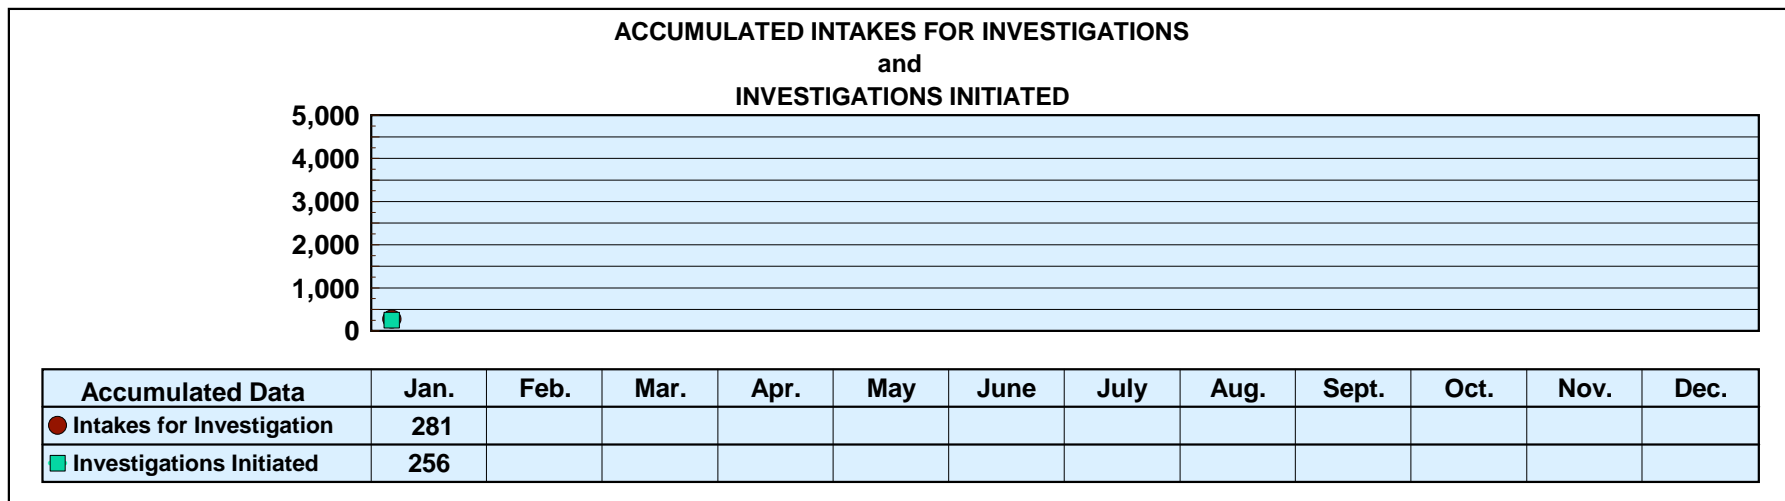 ACCUMULATED INTAKES FOR INVESTIGATIONS
and
INVESTIGATIONS INITIATED
5,000
4,000
3,000
2,000
1,000
0
Accumulated Data Jan. Feb. Mar. Apr. May June July Aug. Sept. Oct. Nov. Dec.
Intakes for Investigation 281
Investigations Initiated 256